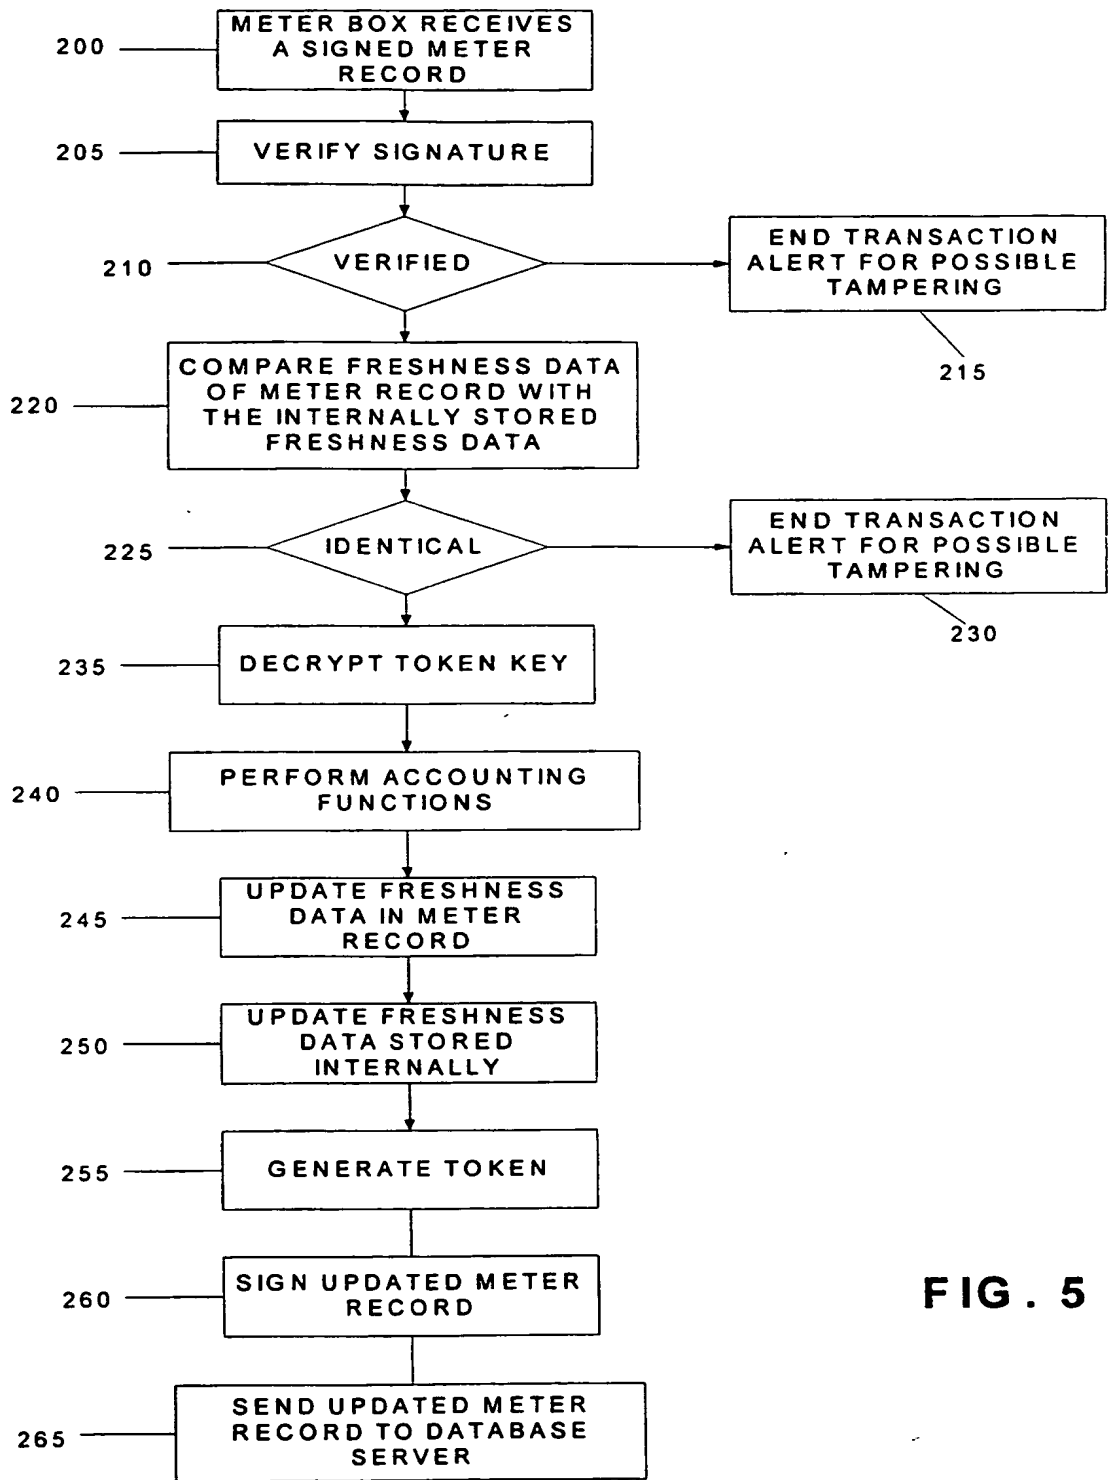 METER BOX RECEIVES
A SIGNED METER
RECORD
200
VERIFY SIGNATURE
205
VERIFIED
210
END TRANSACTION
ALERT FOR POSSIBLE
TAMPERING
215
COMPARE FRESHNESS DATA
OF METER RECORD WITH
THE INTERNALLY STORED
FRESHNESS DATA
220
IDENTICAL
225
END TRANSACTION
ALERT FOR POSSIBLE
TAMPERING
230
DECRYPT TOKEN KEY
235
PERFORM ACCOUNTING
FUNCTIONS
240
UPDATE FRESHNESS
DATA IN METER
RECORD
245
UPDATE FRESHNESS
DATA STORED
INTERNALLY
250
GENERATE TOKEN
255
SIGN UPDATED METER
RECORD
260
SEND UPDATED METER
RECORD TO DATABASE
SERVER
265
FIG. 5